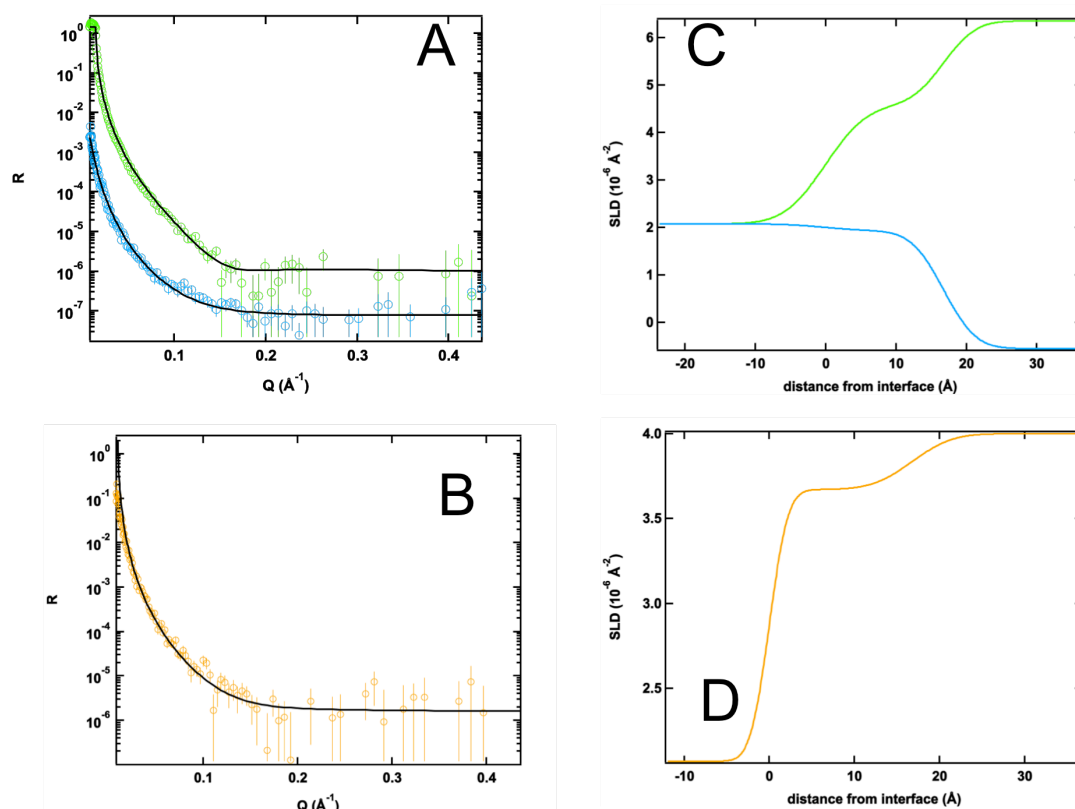 A
10⁰
10⁻¹
10⁻²
10⁻³
10⁻⁴
10⁻⁵
10⁻⁶
10⁻⁷
R
0.1 0.2 0.3 0.4
Q (Å⁻¹)
C
6
4
2
0
SLD (10⁻⁶ Å⁻²)
-20 -10 0 10 20 30
distance from interface (Å)
B
10⁰
10⁻¹
10⁻²
10⁻³
10⁻⁴
10⁻⁵
10⁻⁶
R
0.1 0.2 0.3 0.4
Q (Å⁻¹)
D
4.0
3.5
3.0
2.5
SLD (10⁻⁶ Å⁻²)
-10 0 10 20 30
distance from interface (Å)